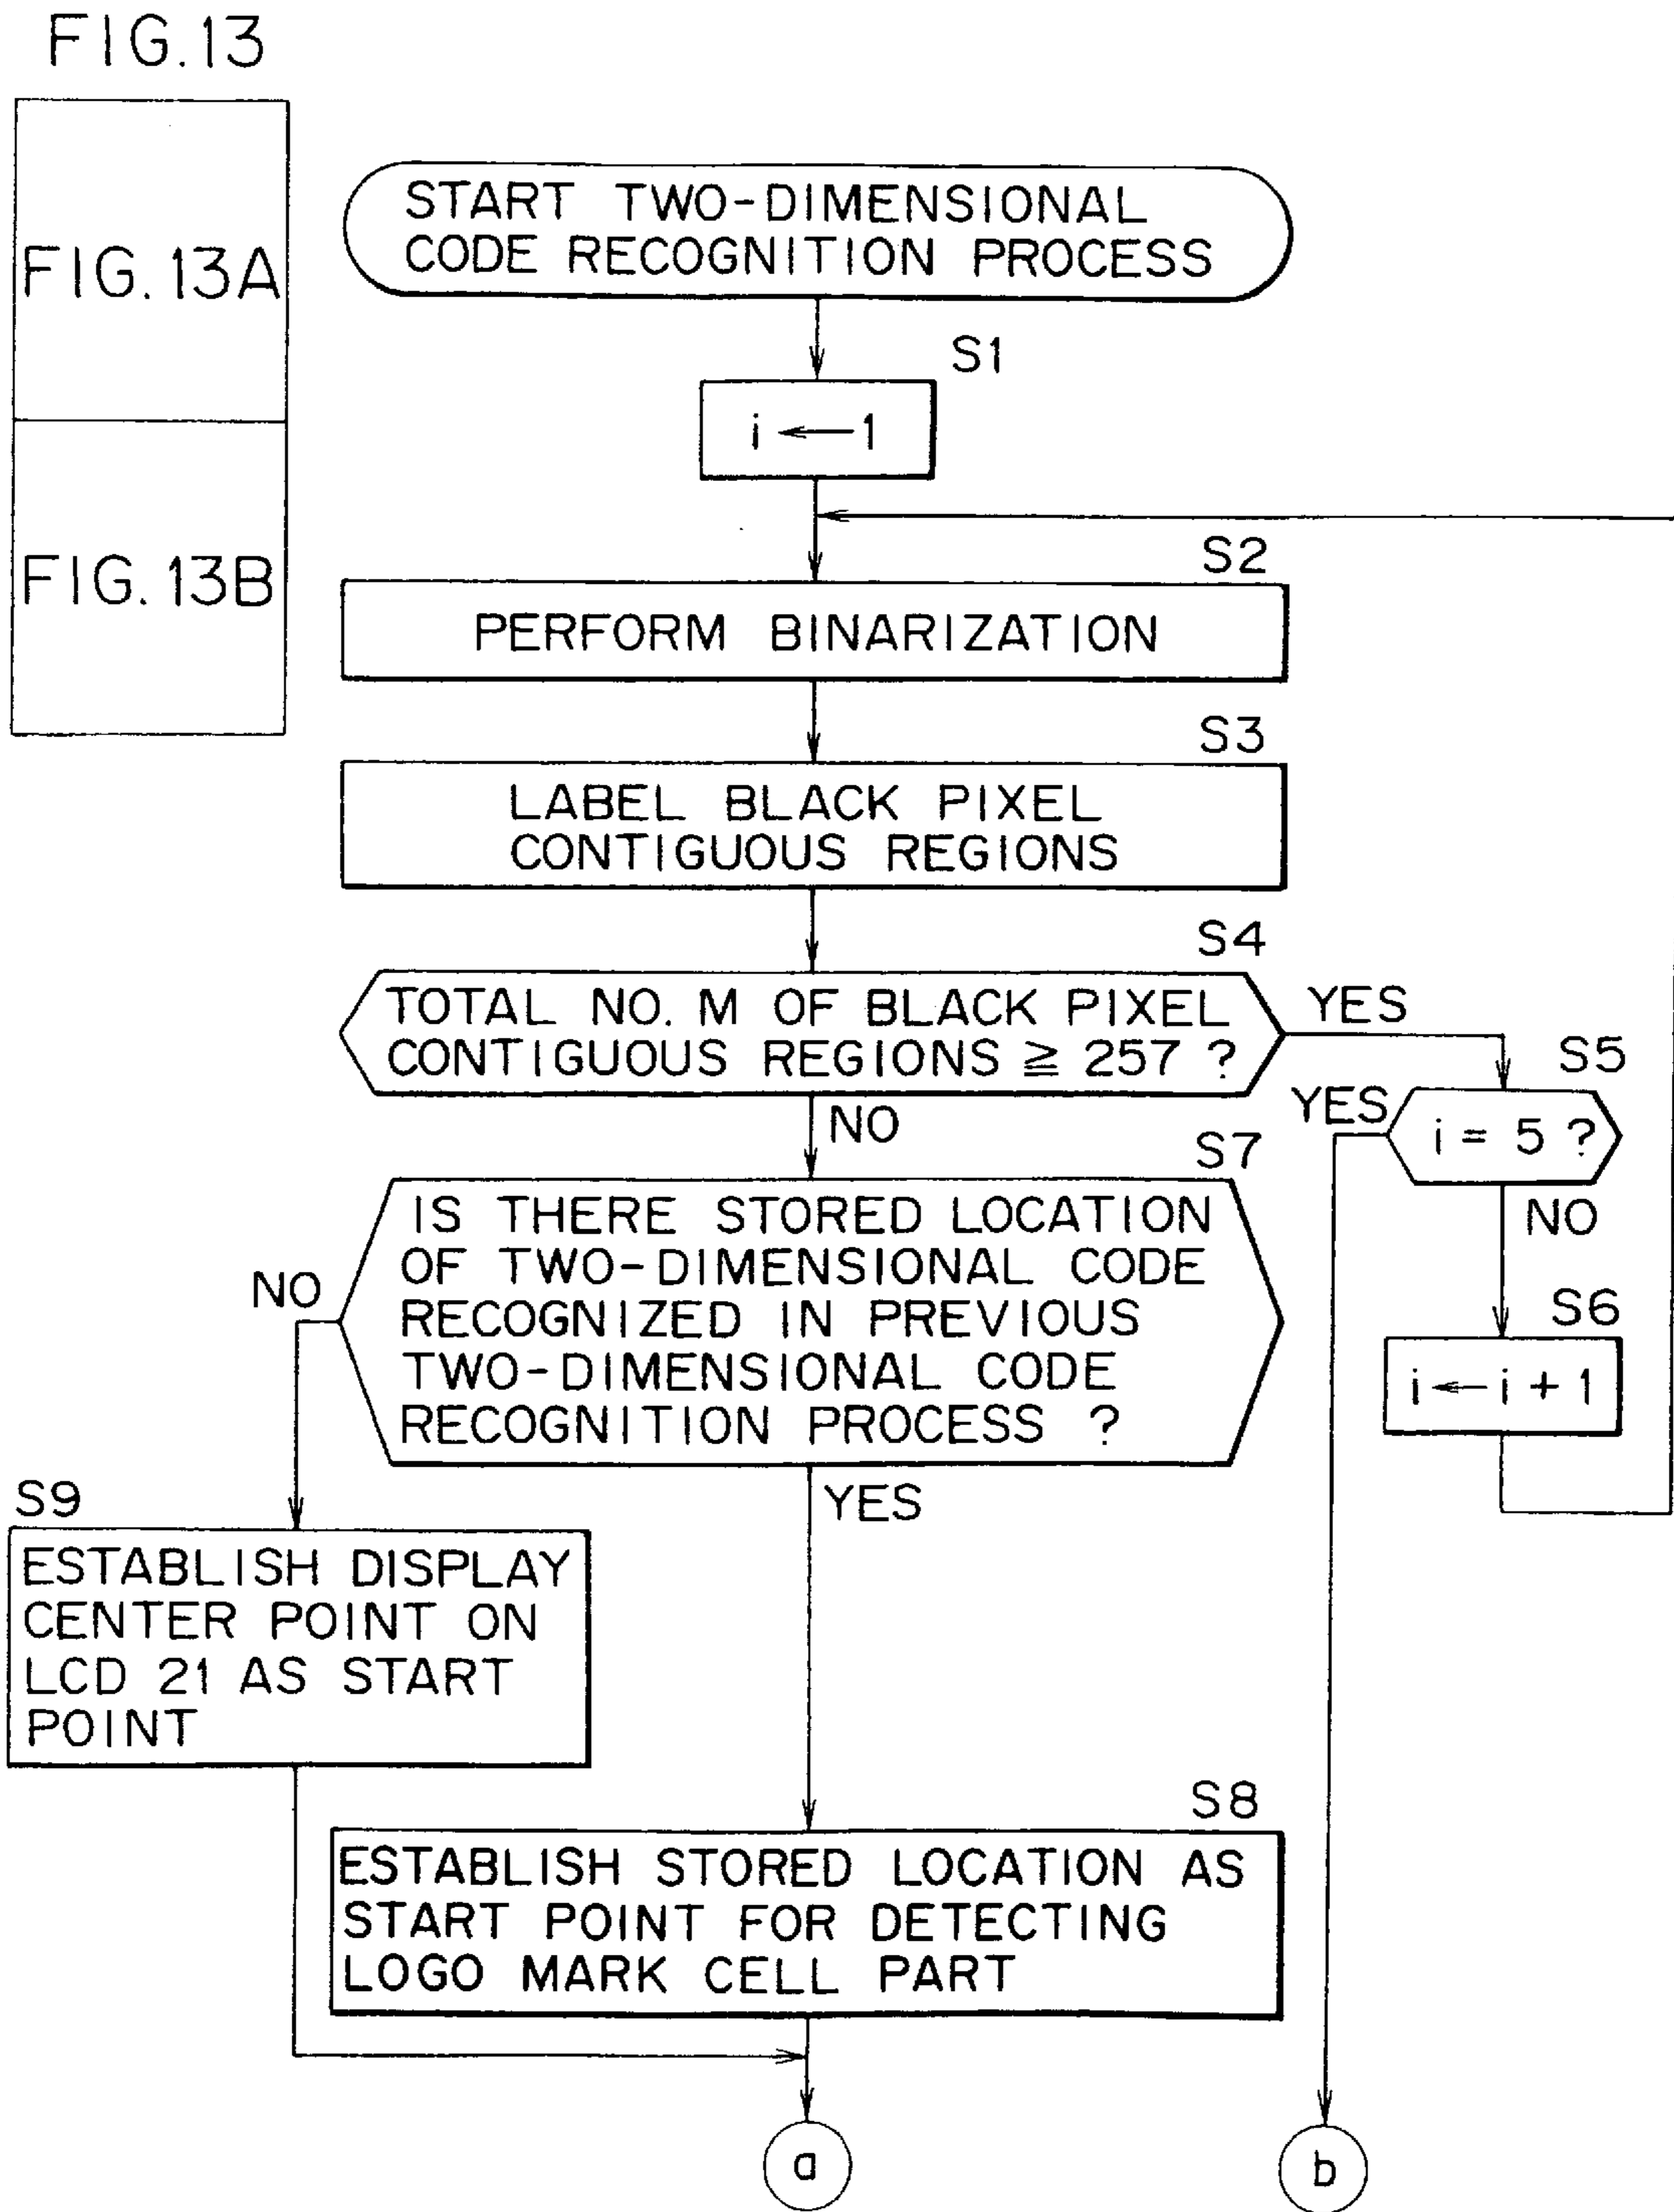 FIG.13
FIG.13A
FIG.13B
START TWO-DIMENSIONAL
CODE RECOGNITION PROCESS
S1
i ← 1
S2
PERFORM BINARIZATION
S3
LABEL BLACK PIXEL
CONTIGUOUS REGIONS
S4
TOTAL NO. M OF BLACK PIXEL
CONTIGUOUS REGIONS ≧ 257 ?
YES
NO
S5
i = 5 ?
YES
NO
S6
i ← i + 1
S7
IS THERE STORED LOCATION
OF TWO-DIMENSIONAL CODE
RECOGNIZED IN PREVIOUS
TWO-DIMENSIONAL CODE
RECOGNITION PROCESS ?
NO
YES
S9
ESTABLISH DISPLAY
CENTER POINT ON
LCD 21 AS START
POINT
S8
ESTABLISH STORED LOCATION AS
START POINT FOR DETECTING
LOGO MARK CELL PART
a
b